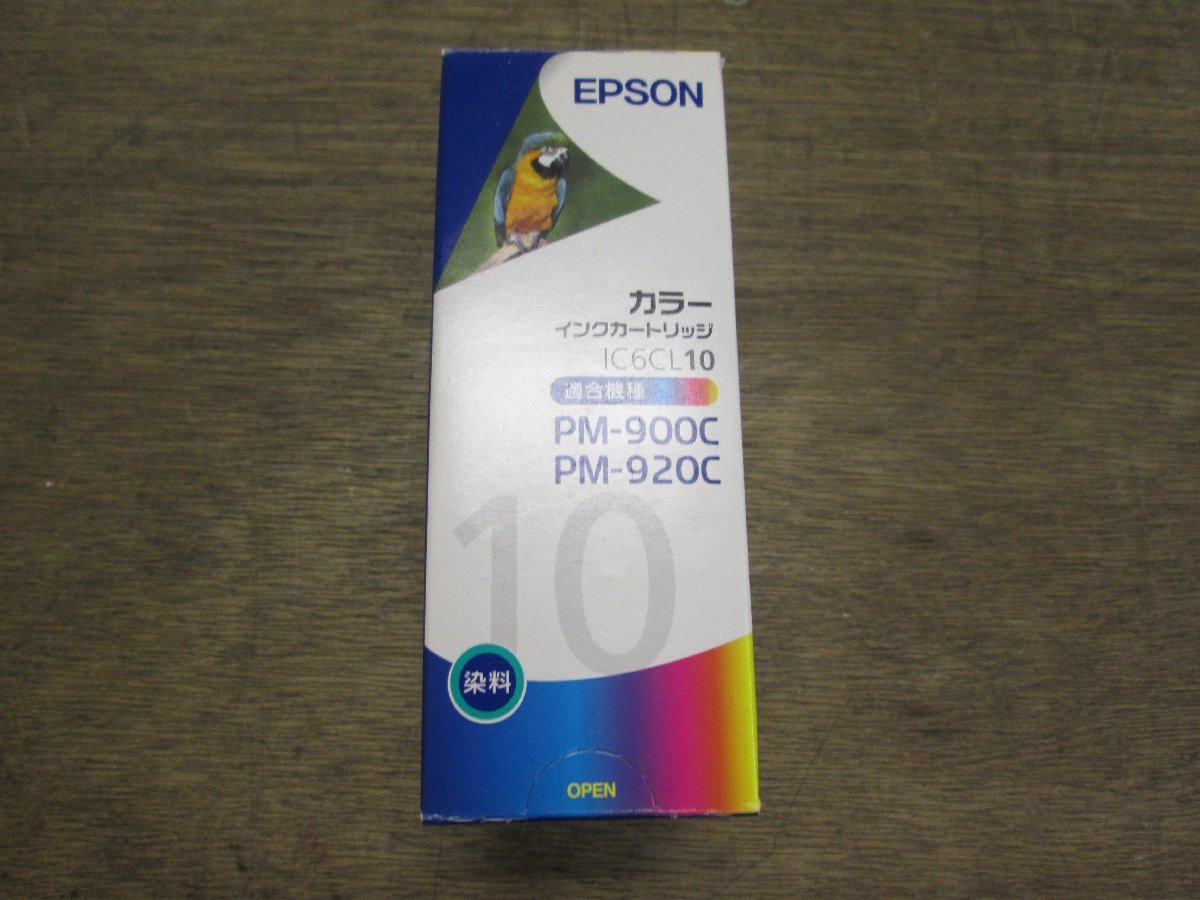 EPSON
カラー
インクカートリッジ
IC6CL10
適合機種
PM-900C
PM-920C
10
染料
OPEN